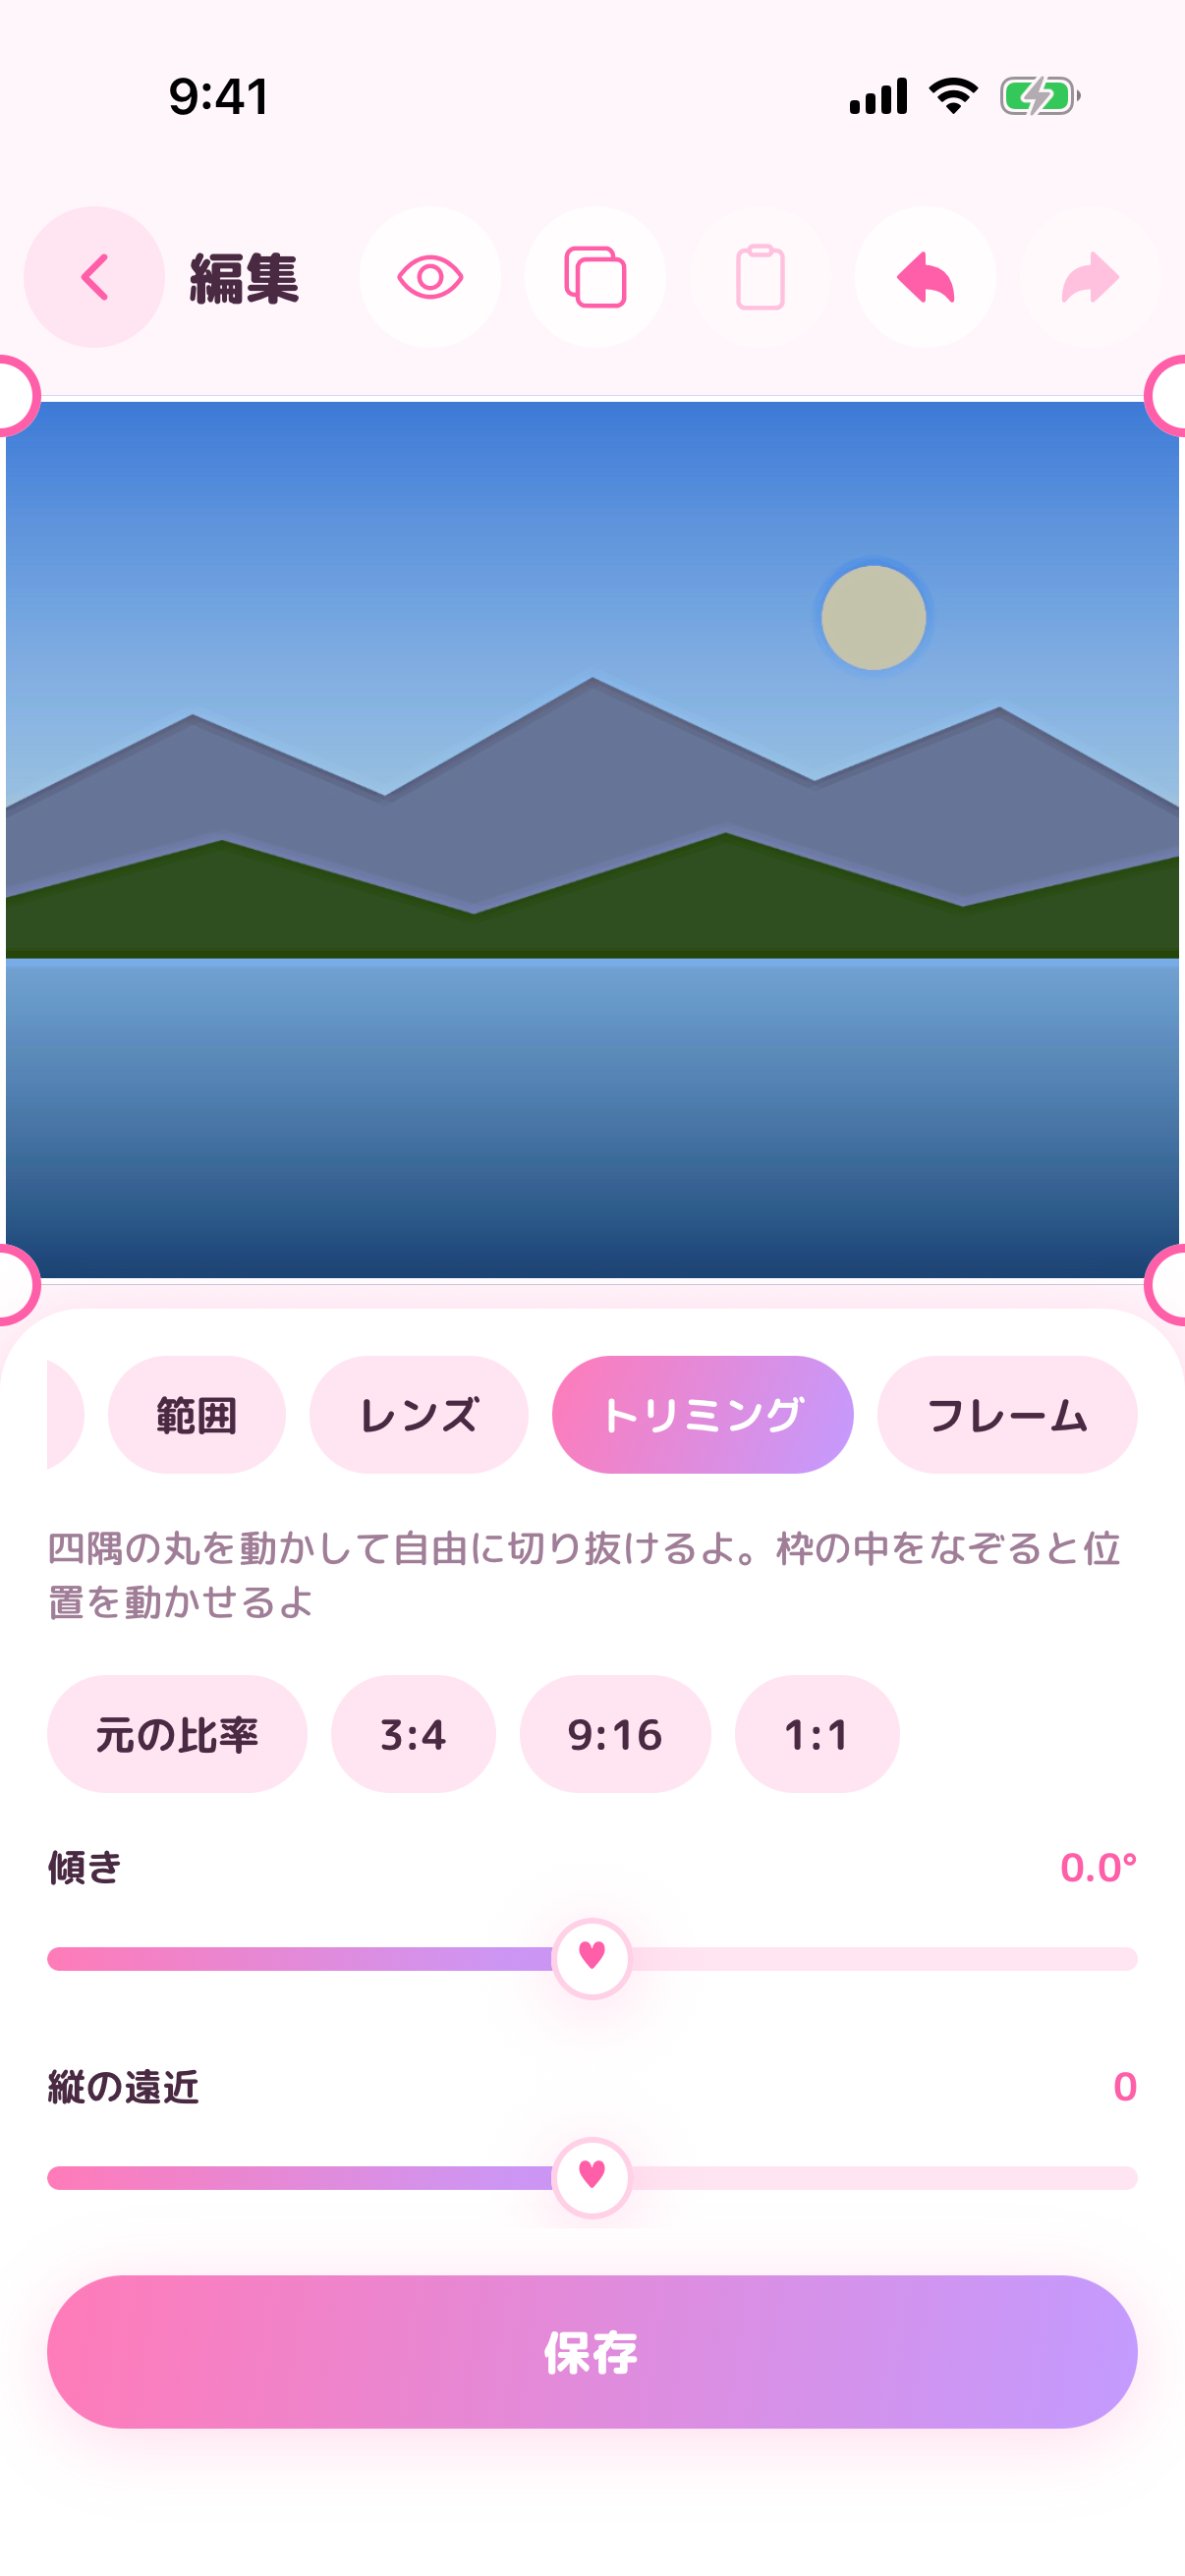 9:41
編集
範囲
レンズ
トリミング
フレーム
四隅の丸を動かして自由に切り抜けるよ。枠の中をなぞると位
置を動かせるよ
元の比率
3:4
9:16
1:1
傾き
0.0°
縦の遠近
0
保存